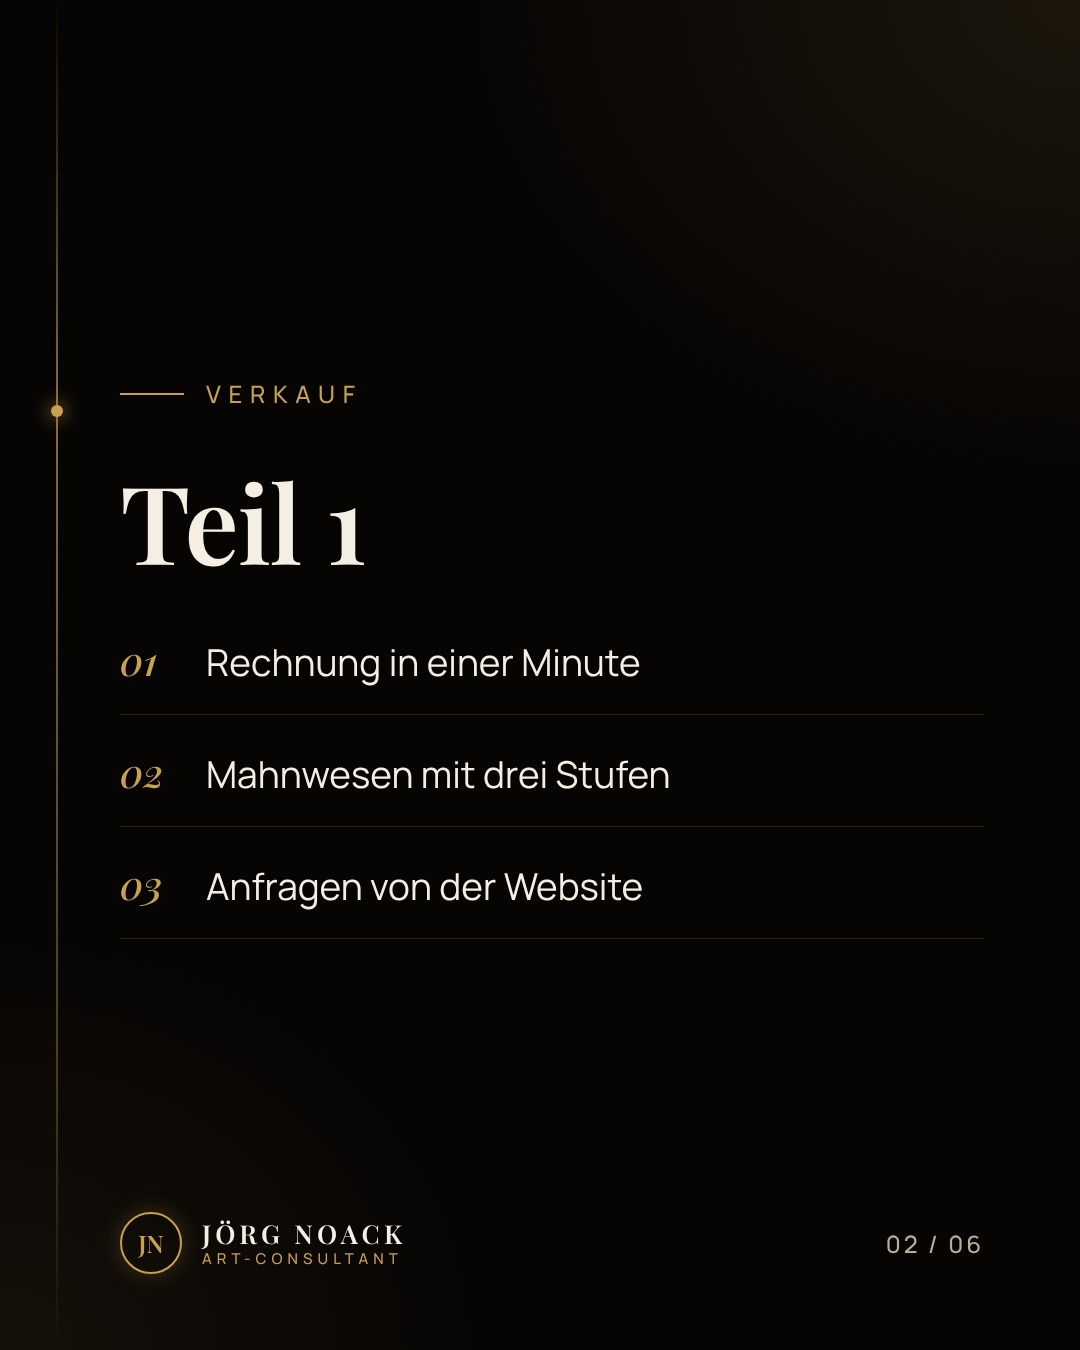 VERKAUF
Teil 1
01 Rechnung in einer Minute
02 Mahnwesen mit drei Stufen
03 Anfragen von der Website
JN
JÖRG NOACK
ART-CONSULTANT
02 / 06